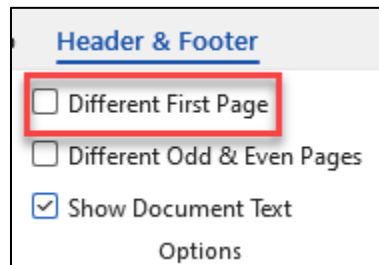 Header & Footer
Different First Page
Different Odd & Even Pages
Show Document Text
Options